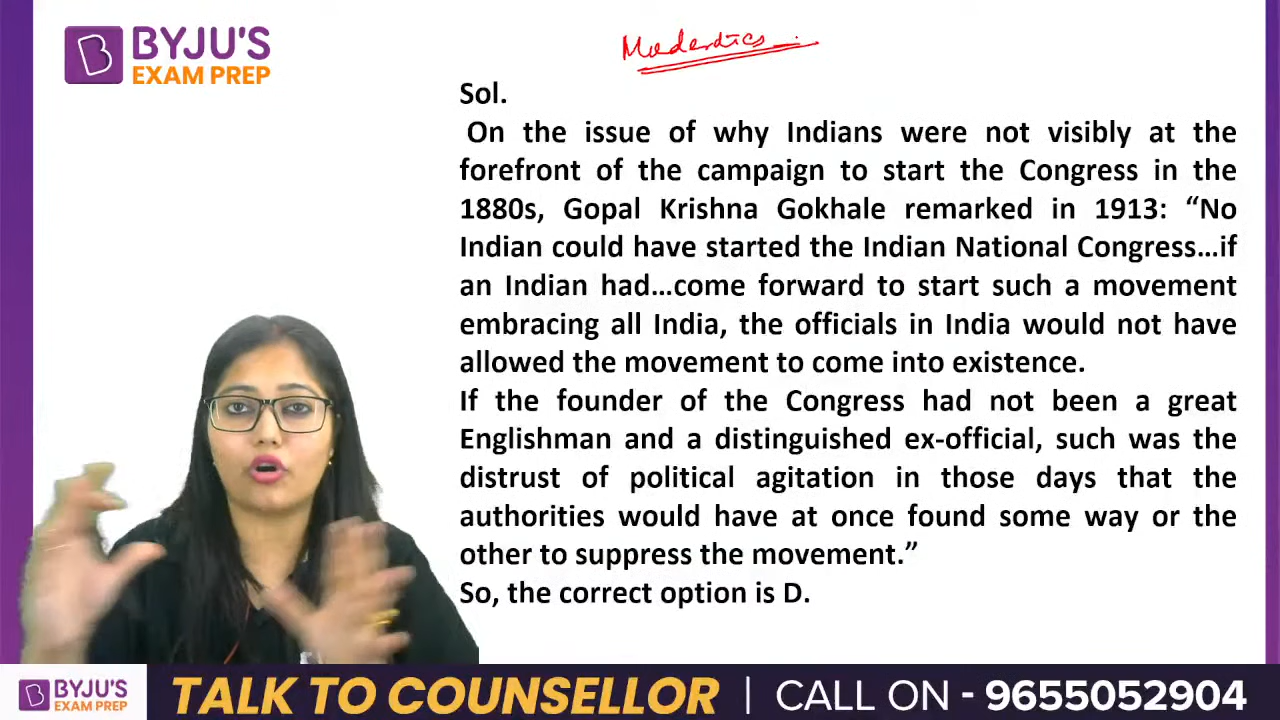 BYJU'S
EXAM PREP
Moderates
Sol.
On the issue of why Indians were not visibly at the
forefront of the campaign to start the Congress in the
1880s, Gopal Krishna Gokhale remarked in 1913: “No
Indian could have started the Indian National Congress...if
an Indian had...come forward to start such a movement
embracing all India, the officials in India would not have
allowed the movement to come into existence.
If the founder of the Congress had not been a great
Englishman and a distinguished ex-official, such was the
distrust of political agitation in those days that the
authorities would have at once found some way or the
other to suppress the movement.”
So, the correct option is D.
BYJU'S
EXAM PREP
TALK TO COUNSELLOR | CALL ON - 9655052904